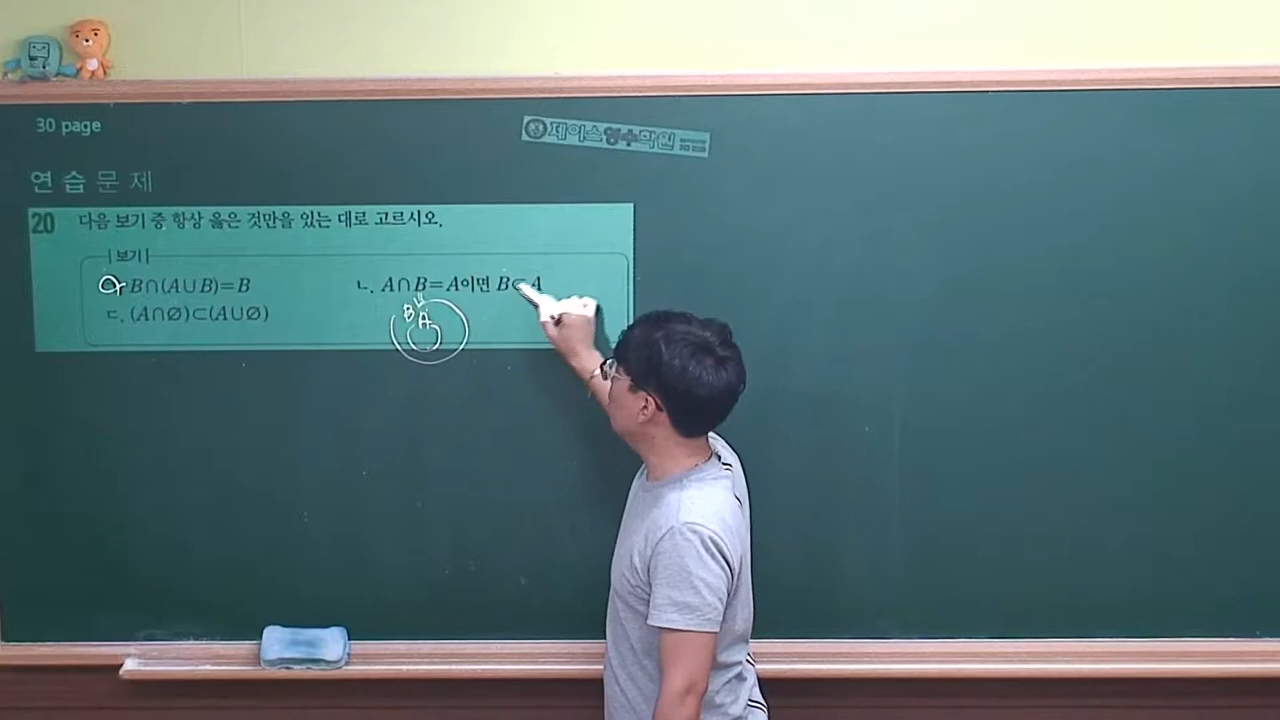 30 page
제이스영수학원
연습문제
20 다음 보기 중 항상 옳은 것만을 있는 대로 고르시오.
보기
B∩(A∪B)=B
ㄴ. A∩B=A이면 B⊂A
ㄷ. (A∩∅)⊂(A∪∅)
B A